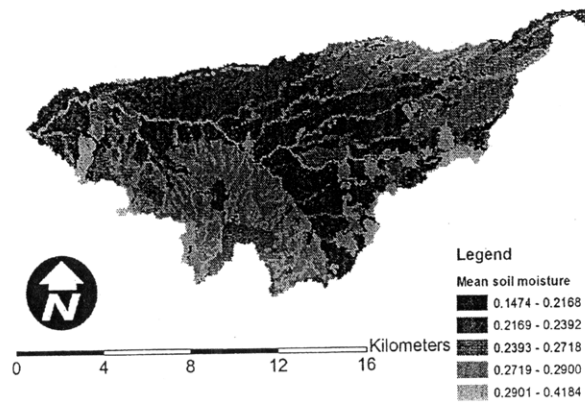 Legend
Mean soil moisture
0.1474 - 0.2168
0.2169 - 0.2392
0.2393 - 0.2718
0.2719 - 0.2900
0.2901 - 0.4184
N
Kilometers
0 4 8 12 16